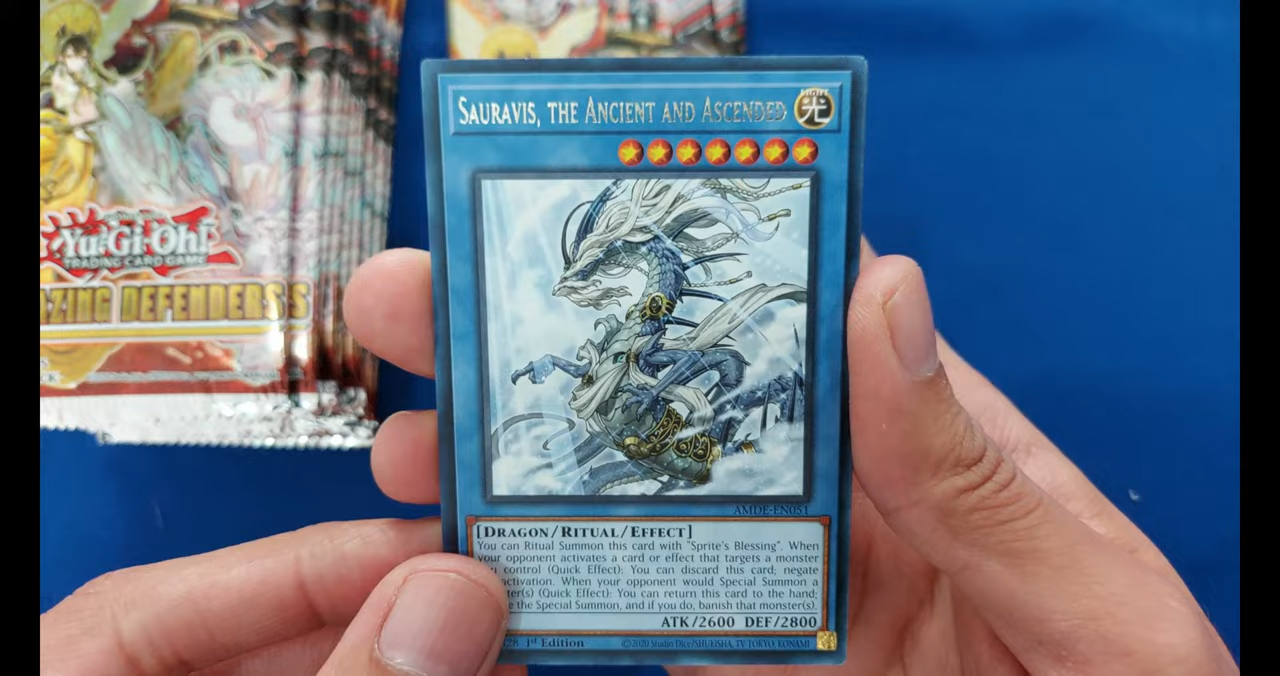 SAURAVIS, THE ANCIENT AND ASCENDED
LIGHT
光
Yu-Gi-Oh!
TRADING CARD GAME
AZING DEFENDERS S
AMDE-EN051
[DRAGON/RITUAL/EFFECT]
You can Ritual Summon this card with "Sprite's Blessing". When
your opponent activates a card or effect that targets a monster
control (Quick Effect): You can discard this card; negate
activation. When your opponent would Special Summon a
ter(s) (Quick Effect): You can return this card to the hand;
the Special Summon, and if you do, banish that monster(s).
ATK/2600 DEF/2800
28 1st Edition
©2020 Studio Dice/SHUEISHA, TV TOKYO, KONAMI